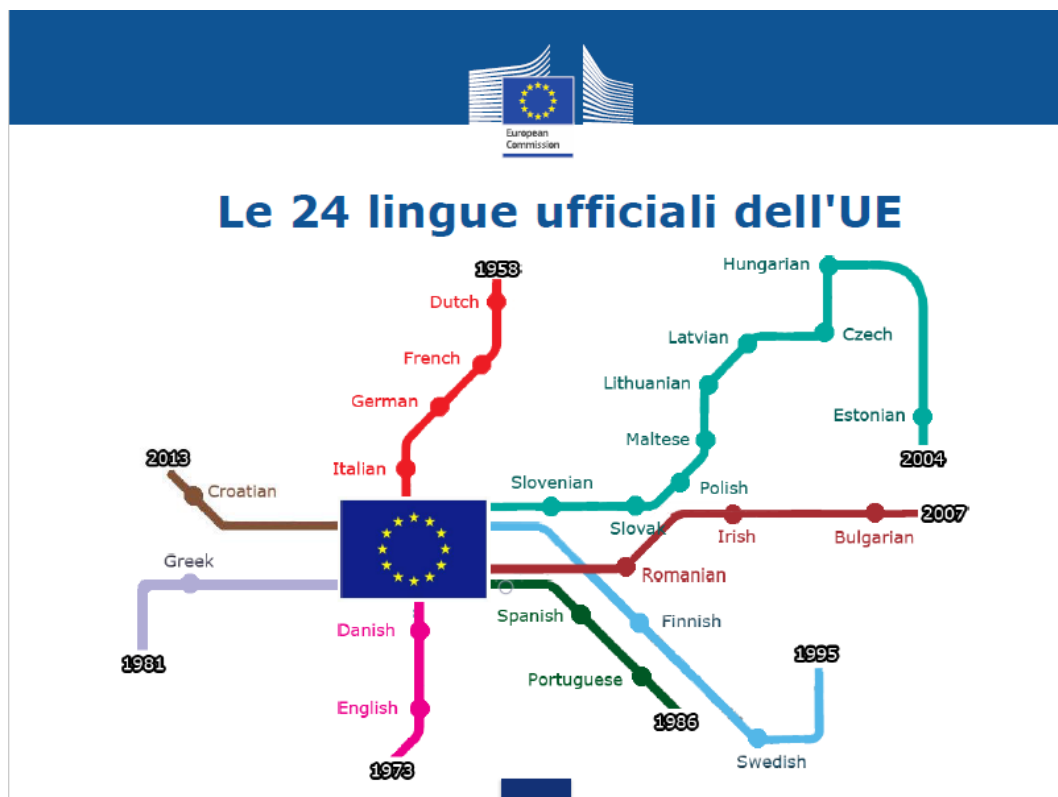 European
Commission
Le 24 lingue ufficiali dell'UE
1958
Dutch
French
German
Italian
Hungarian
Latvian
Czech
Lithuanian
Maltese
Estonian
2004
Polish
Slovenian
Slovak
2013
Croatian
2007
Irish
Bulgarian
Romanian
Greek
1981
Danish
English
1973
Spanish
Portuguese
1986
Finnish
1995
Swedish